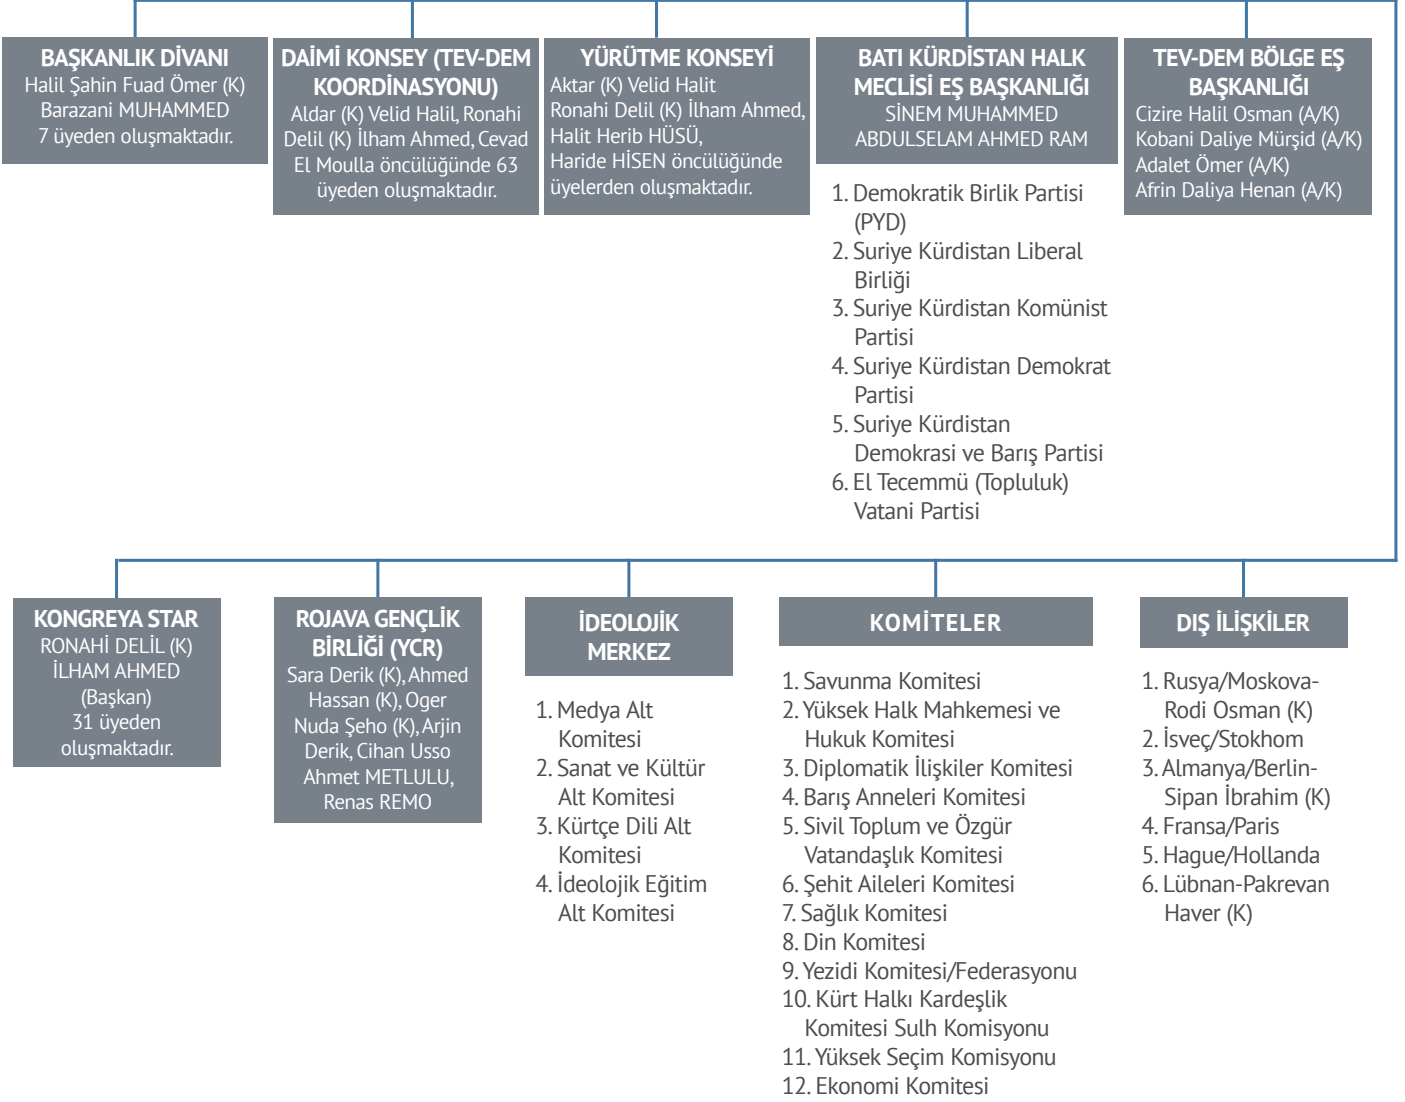 BAŞKANLIK DİVANI
Halil Şahin Fuad Ömer (K)
Barazani MUHAMMED
7 üyeden oluşmaktadır.
DAİMİ KONSEY (TEV-DEM
KOORDİNASYONU)
Aldar (K) Velid Halil, Ronahi
Delil (K) İlham Ahmed, Cevad
El Moulla öncülüğünde 63
üyeden oluşmaktadır.
YÜRÜTME KONSEYİ
Aktar (K) Velid Halit
Ronahi Delil (K) İlham Ahmed,
Halit Herib HÜSÜ,
Haride HİSEN öncülüğünde
üyelerden oluşmaktadır.
BATI KÜRDİSTAN HALK
MECLİSİ EŞ BAŞKANLIĞI
SİNEM MUHAMMED
ABDULSELAM AHMED RAM
1. Demokratik Birlik Partisi
(PYD)
2. Suriye Kürdistan Liberal
Birliği
3. Suriye Kürdistan Komünist
Partisi
4. Suriye Kürdistan Demokrat
Partisi
5. Suriye Kürdistan
Demokrasi ve Barış Partisi
6. El Tecemmü (Topluluk)
Vatani Partisi
TEV-DEM BÖLGE EŞ
BAŞKANLIĞI
Cizire Halil Osman (A/K)
Kobani Daliye Mürşid (A/K)
Adalet Ömer (A/K)
Afrin Daliya Henan (A/K)
KONGREYA STAR
RONAHİ DELİL (K)
İLHAM AHMED
(Başkan)
31 üyeden
oluşmaktadır.
ROJAVA GENÇLİK
BİRLİĞİ (YCR)
Sara Derik (K), Ahmed
Hassan (K), Oger
Nuda Şeho (K), Arjin
Derik, Cihan Usso
Ahmet METLULU,
Renas REMO
İDEOLOJİK
MERKEZ
1. Medya Alt
Komitesi
2. Sanat ve Kültür
Alt Komitesi
3. Kürtçe Dili Alt
Komitesi
4. İdeolojik Eğitim
Alt Komitesi
KOMİTELER
1. Savunma Komitesi
2. Yüksek Halk Mahkemesi ve
Hukuk Komitesi
3. Diplomatik İlişkiler Komitesi
4. Barış Anneleri Komitesi
5. Sivil Toplum ve Özgür
Vatandaşlık Komitesi
6. Şehit Aileleri Komitesi
7. Sağlık Komitesi
8. Din Komitesi
9. Yezidi Komitesi/Federasyonu
10. Kürt Halkı Kardeşlik
Komitesi Sulh Komisyonu
11. Yüksek Seçim Komisyonu
12. Ekonomi Komitesi
DIŞ İLİŞKİLER
1. Rusya/Moskova-
Rodi Osman (K)
2. İsveç/Stokhom
3. Almanya/Berlin-
Sipan İbrahim (K)
4. Fransa/Paris
5. Hague/Hollanda
6. Lübnan-Pakrevan
Haver (K)